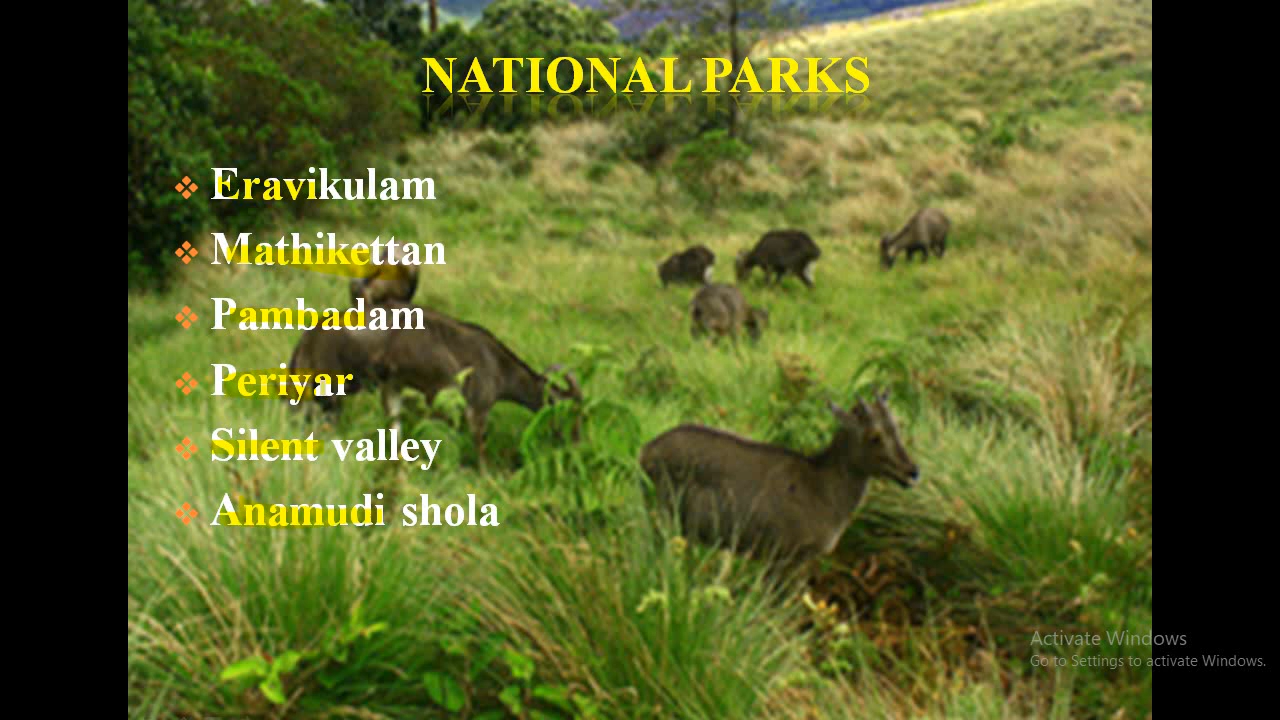 NATIONAL PARKS
Eravikulam
Mathikettan
Pambadam
Periyar
Silent valley
Anamudi shola
Activate Windows
Go to Settings to activate Windows.